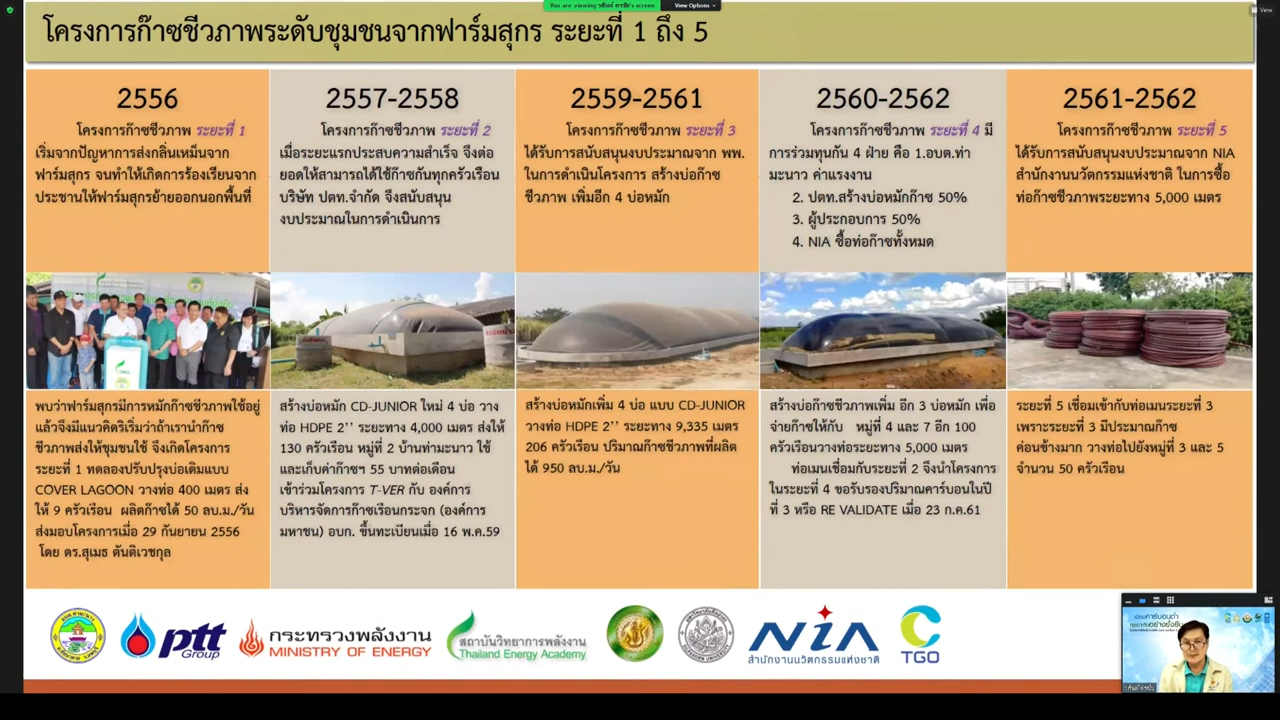 You are viewing วสันต์ ดรชัย's screen
View Options
View
โครงการก๊าซชีวภาพระดับชุมชนจากฟาร์มสุกร ระยะที่ 1 ถึง 5
2556
โครงการก๊าซชีวภาพ ระยะที่ 1
เริ่มจากปัญหาการส่งกลิ่นเหม็นจาก
ฟาร์มสุกร จนทำให้เกิดการร้องเรียนจาก
ประชานให้ฟาร์มสุกรย้ายออกนอกพื้นที่
พบว่าฟาร์มสุกรมีการหมักก๊าซชีวภาพใช้อยู่
แล้วจึงมีแนวคิดริเริ่มว่าถ้าเรานำก๊าซ
ชีวภาพส่งให้ชุมชนใช้ จึงเกิดโครงการ
ระยะที่ 1 ทดลองปรับปรุงบ่อเดิมแบบ
COVER LAGOON วางท่อ 400 เมตร ส่ง
ให้ 9 ครัวเรือน ผลิตก๊าซได้ 50 ลบ.ม./วัน
ส่งมอบโครงการเมื่อ 29 กันยายน 2556
โดย ดร.สุเมธ ตันติเวชกุล
2557-2558
โครงการก๊าซชีวภาพ ระยะที่ 2
เมื่อระยะแรกประสบความสำเร็จ จึงต่อ
ยอดให้สามารถได้ใช้ก๊าซกันทุกครัวเรือน
บริษัท ปตท.จำกัด จึงสนับสนุน
งบประมาณในการดำเนินการ
สร้างบ่อหมัก CD-JUNIOR ใหม่ 4 บ่อ วาง
ท่อ HDPE 2’’ ระยะทาง 4,000 เมตร ส่งให้
130 ครัวเรือน หมู่ที่ 2 บ้านท่ามะนาว ใช้
และเก็บค่าก๊าซฯ 55 บาทต่อเดือน
เข้าร่วมโครงการ T-VER กับ องค์การ
บริหารจัดการก๊าซเรือนกระจก (องค์การ
มหาชน) อบก. ขึ้นทะเบียนเมื่อ 16 พ.ค.59
2559-2561
โครงการก๊าซชีวภาพ ระยะที่ 3
ได้รับการสนับสนุนงบประมาณจาก พพ.
ในการดำเนินโครงการ สร้างบ่อก๊าซ
ชีวภาพ เพิ่มอีก 4 บ่อหมัก
สร้างบ่อหมักเพิ่ม 4 บ่อ แบบ CD-JUNIOR
วางท่อ HDPE 2’’ ระยะทาง 9,335 เมตร
206 ครัวเรือน ปริมาณก๊าซชีวภาพที่ผลิต
ได้ 950 ลบ.ม./วัน
2560-2562
โครงการก๊าซชีวภาพ ระยะที่ 4 มี
การร่วมทุนกัน 4 ฝ่าย คือ 1.อบต.ท่า
มะนาว ค่าแรงงาน
2. ปตท.สร้างบ่อหมักก๊าซ 50%
3. ผู้ประกอบการ 50%
4. NIA ซื้อท่อก๊าซทั้งหมด
สร้างบ่อก๊าซชีวภาพเพิ่ม อีก 3 บ่อหมัก เพื่อ
จ่ายก๊าซให้กับ หมู่ที่ 4 และ 7 อีก 100
ครัวเรือนวางท่อระยะทาง 5,000 เมตร
ท่อเมนเชื่อมกับระยะที่ 2 จึงนำโครงการ
ในระยะที่ 4 ขอรับรองปริมาณคาร์บอนในปี
ที่ 3 หรือ RE VALIDATE เมื่อ 23 ก.ค.61
2561-2562
โครงการก๊าซชีวภาพ ระยะที่ 5
ได้รับการสนับสนุนงบประมาณจาก NIA
สำนักงานนวัตกรรมแห่งชาติ ในการซื้อ
ท่อก๊าซชีวภาพระยะทาง 5,000 เมตร
ระยะที่ 5 เชื่อมเข้ากับท่อเมนระยะที่ 3
เพราะระยะที่ 3 มีประมาณก๊าซ
ค่อนข้างมาก วางท่อไปยังหมู่ที่ 3 และ 5
จำนวน 50 ครัวเรือน
ptt
Group
กระทรวงพลังงาน
MINISTRY OF ENERGY
สถาบันวิทยาการพลังงาน
Thailand Energy Academy
NIA
สำนักงานนวัตกรรมแห่งชาติ
TGO